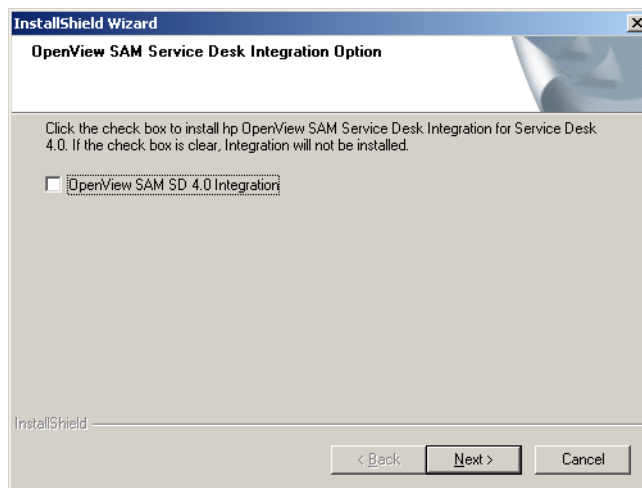 InstallShield Wizard
OpenView SAM Service Desk Integration Option
Click the check box to install hp OpenView SAM Service Desk Integration for Service Desk
4.0. If the check box is clear, Integration will not be installed.
OpenView SAM SD 4.0 Integration
InstallShield
< Back
Next >
Cancel